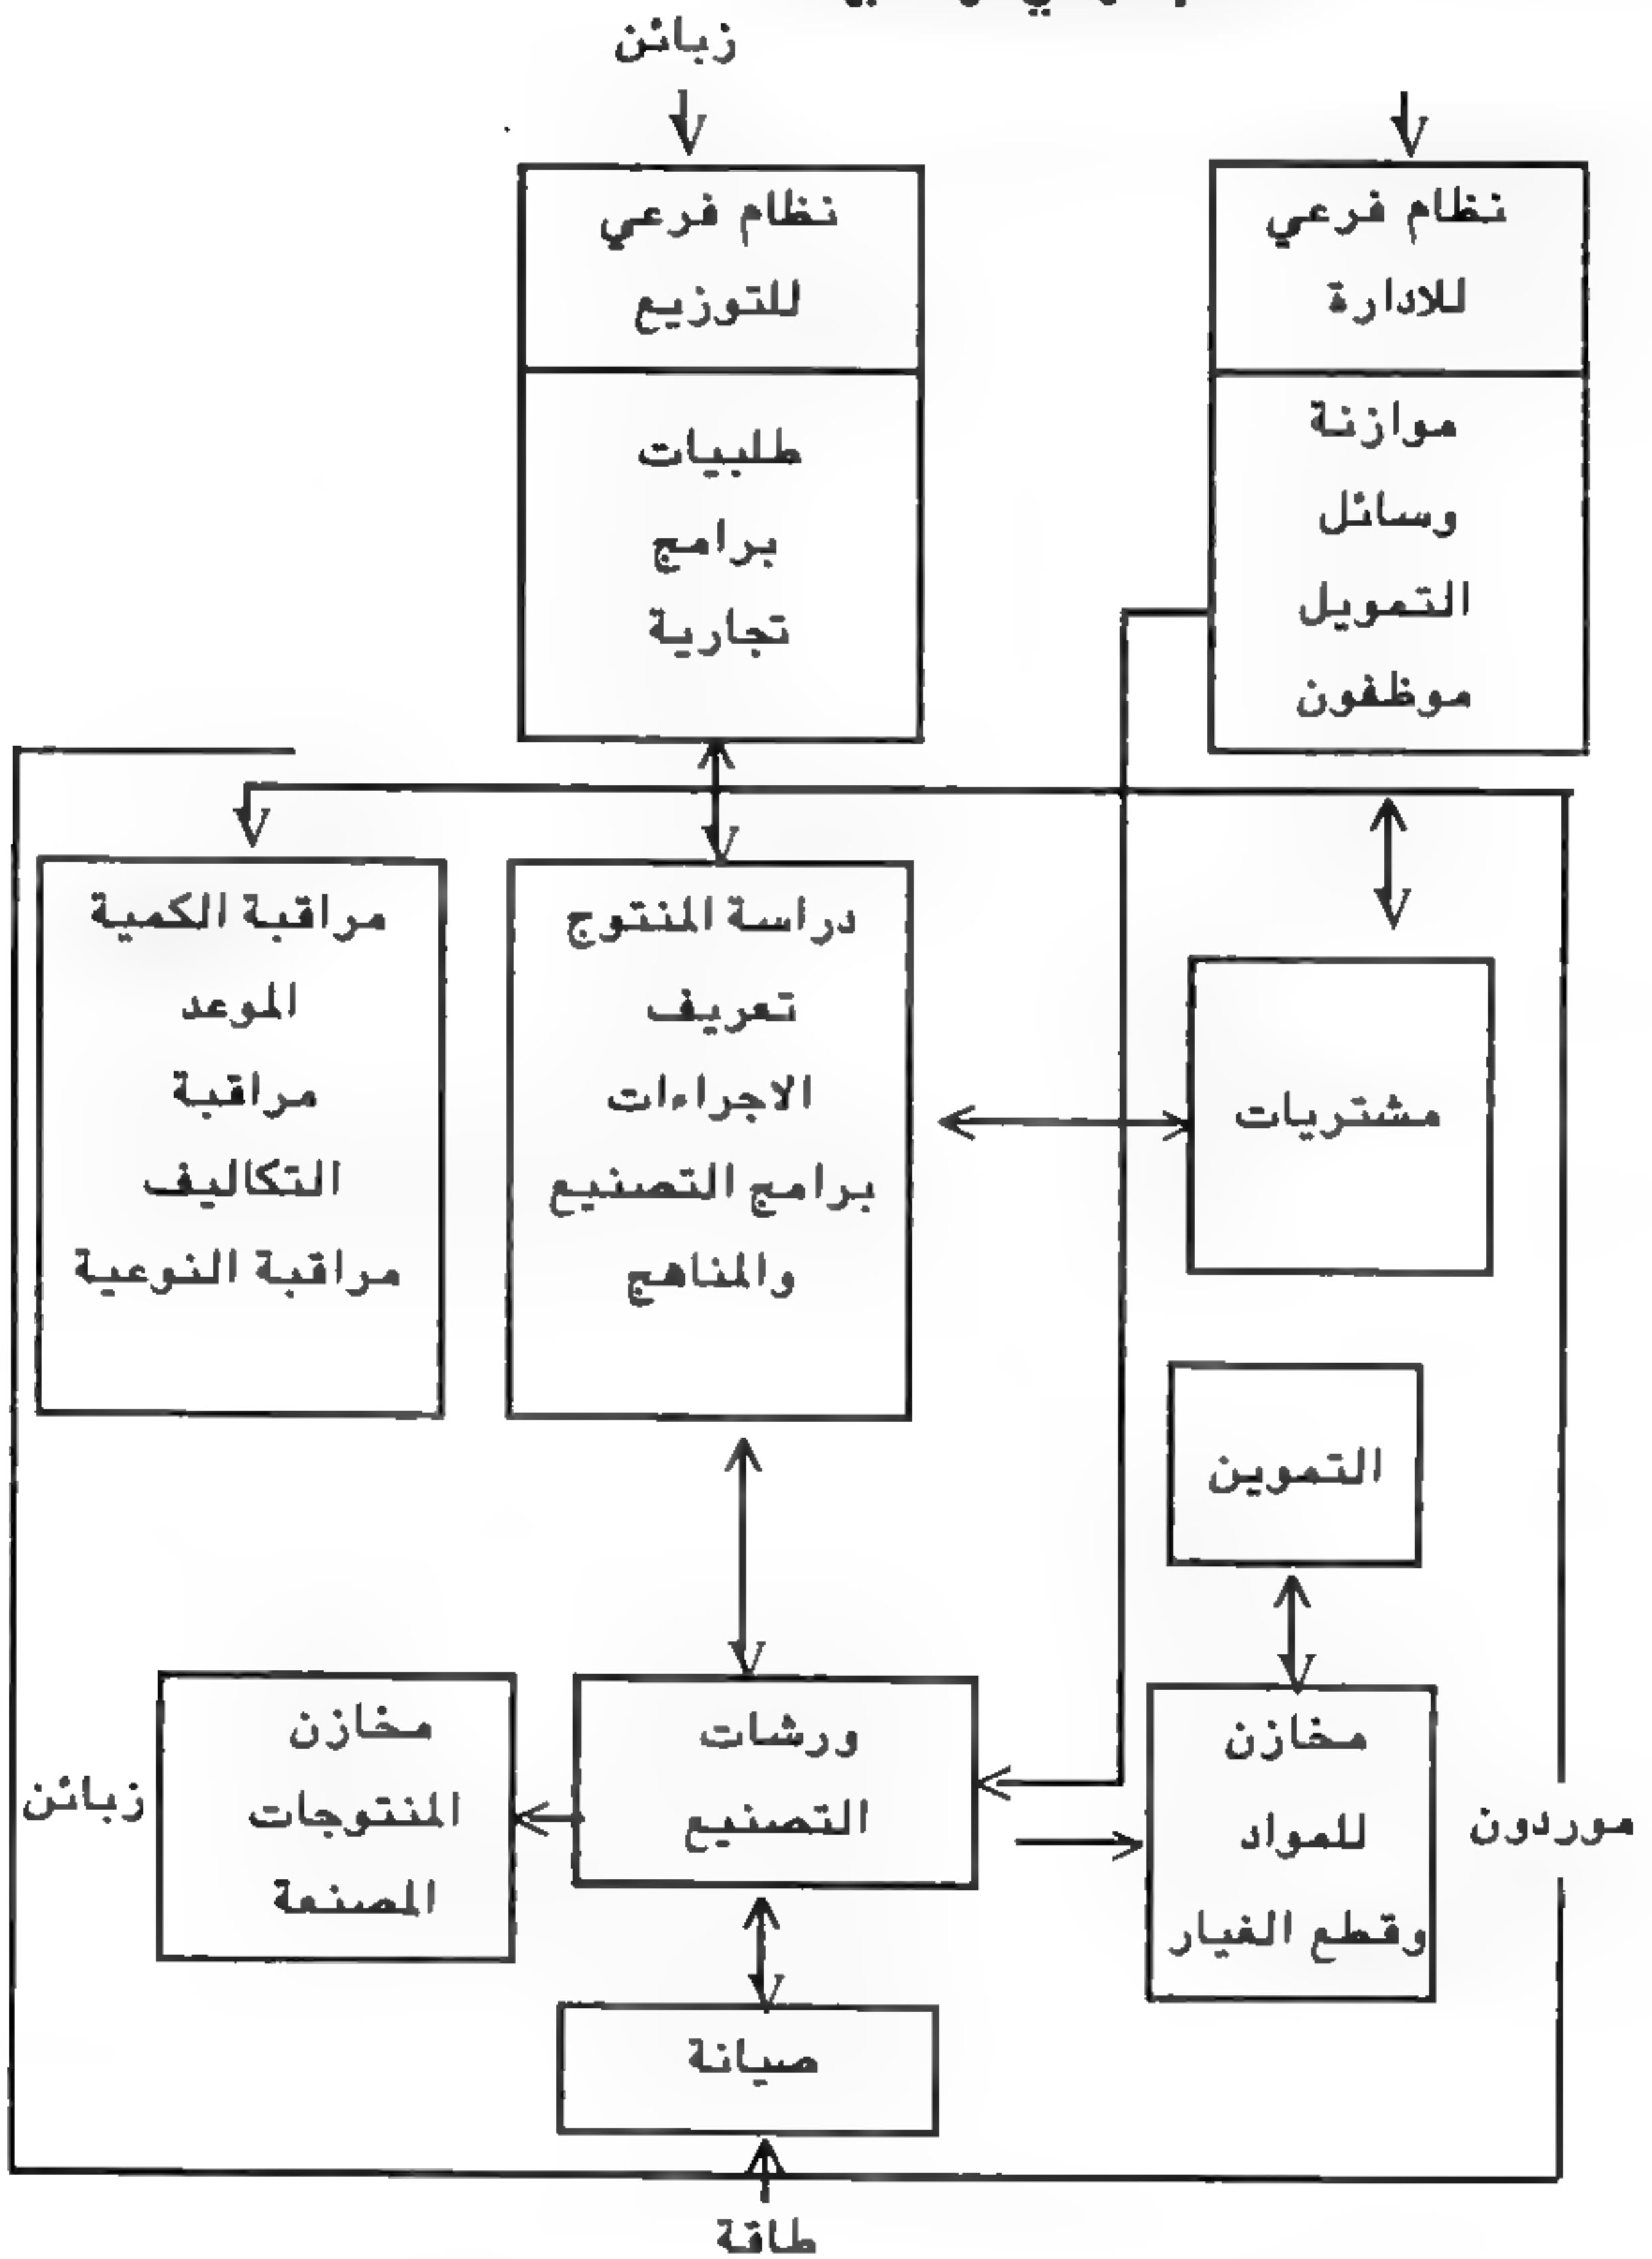 زبائن
نظام فرعي
للادارة
موازنة
وسائل
التمويل
موظفون
نظام فرعي
للتوزيع
طلبيات
برامج
تجارية
مشتريات
دراسة المنتوج
تعريف
الاجراءات
برامج التصنيع
والمناهج
مراقبة الكمية
الموعد
مراقبة
التكاليف
مراقبة النوعية
التموين
موردون
مخازن
للمواد
وقطع الغيار
ورشات
التصنيع
مخازن
المنتوجات
المصنعة
زبائن
صيانة
طاقة